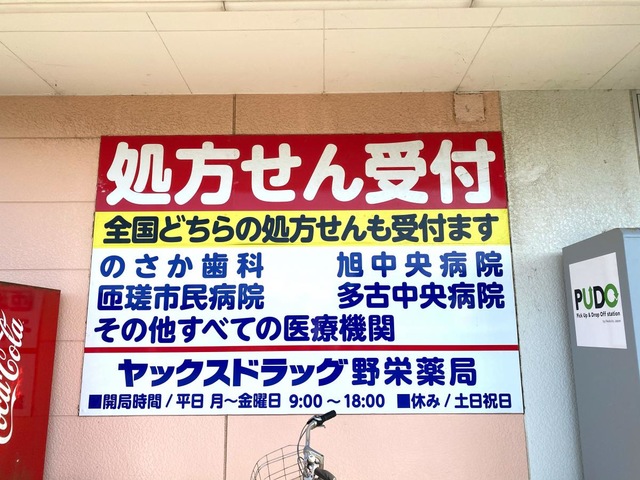 処方せん受付
全国どちらの処方せんも受付ます
のさか歯科 旭中央病院
匝瑳市民病院 多古中央病院
その他すべての医療機関
ヤックスドラッグ野栄薬局
■開局時間/平日 月～金曜日 9:00～18:00 ■休み/土日祝日
Coca-Cola
PUDO
Pick Up & Drop Off station